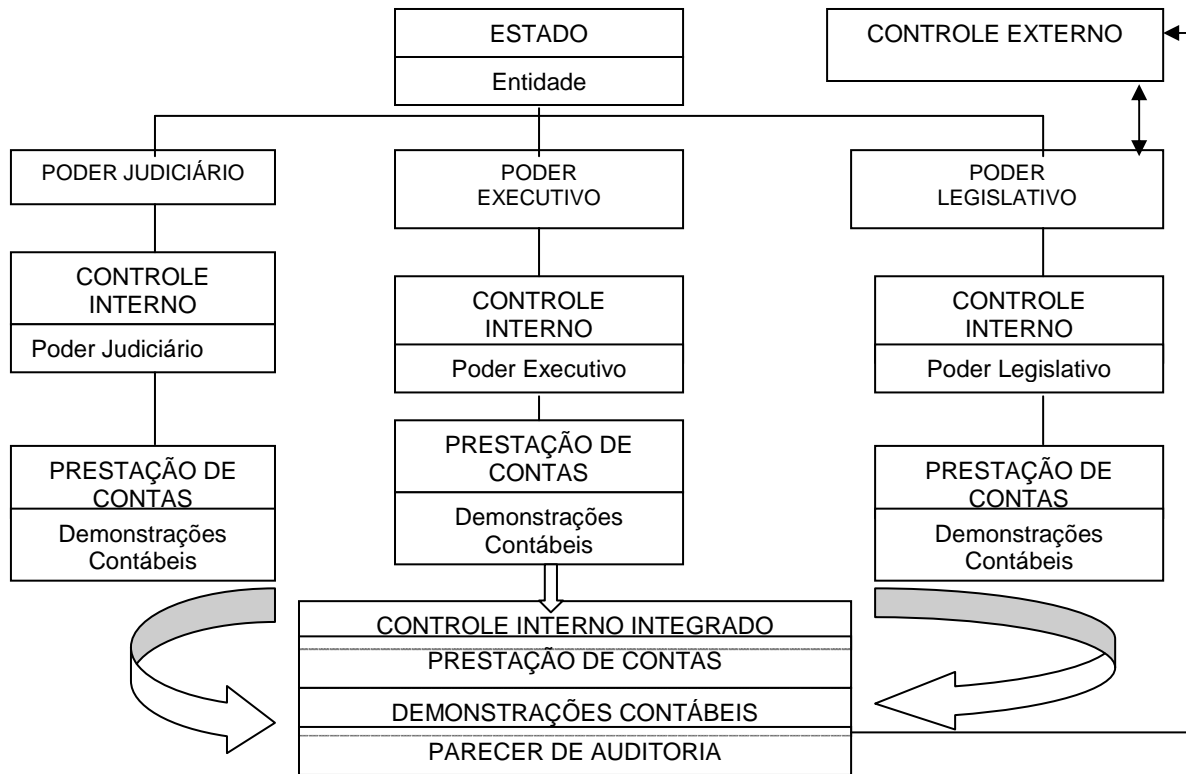 ESTADO
Entidade
CONTROLE EXTERNO
PODER JUDICIÁRIO
PODER
EXECUTIVO
PODER
LEGISLATIVO
CONTROLE
INTERNO
Poder Judiciário
CONTROLE
INTERNO
Poder Executivo
CONTROLE
INTERNO
Poder Legislativo
PRESTAÇÃO DE
CONTAS
Demonstrações
Contábeis
PRESTAÇÃO DE
CONTAS
Demonstrações
Contábeis
PRESTAÇÃO DE
CONTAS
Demonstrações
Contábeis
CONTROLE INTERNO INTEGRADO
PRESTAÇÃO DE CONTAS
DEMONSTRAÇÕES CONTÁBEIS
PARECER DE AUDITORIA